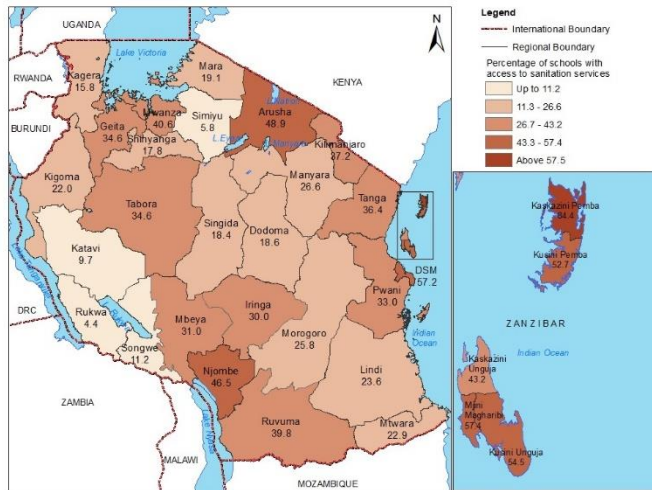 UGANDA
RWANDA
BURUNDI
DRC
ZAMBIA
MALAWI
MOZAMBIQUE
KENYA
N
Lake Victoria
Kagera
15.8
Mara
19.1
Mwanza
40.6
Simiyu
5.8
Geita
34.6
Shinyanga
17.8
Arusha
48.9
Kilimanjaro
37.2
Manyara
26.6
Kigoma
22.0
Tabora
34.6
Singida
18.4
Dodoma
18.6
Tanga
36.4
DSM
57.2
Pwani
33.0
Katavi
9.7
Rukwa
4.4
Songwe
11.2
Mbeya
31.0
Iringa
30.0
Morogoro
25.8
Njombe
46.5
Lindi
23.6
Ruvuma
39.8
Mtwara
22.9
Indian
Ocean
Legend
International Boundary
Regional Boundary
Percentage of schools with
access to sanitation services
Up to 11.2
11.3 - 26.6
26.7 - 43.2
43.3 - 57.4
Above 57.5
Kaskazini Pemba
84.4
Kusini Pemba
52.7
ZANZIBAR
Indian Ocean
Kaskazini
Unguja
43.2
Mjini
Magharibi
57.4
Kusini Unguja
54.5